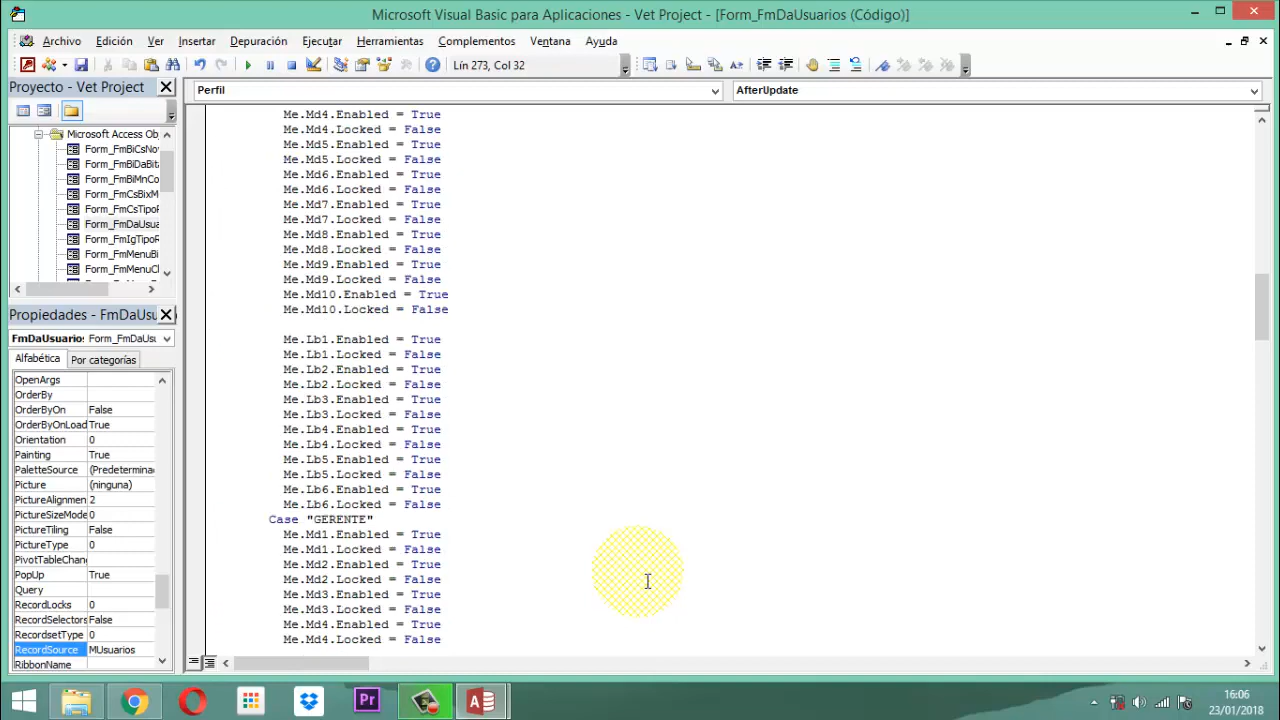 Microsoft Visual Basic para Aplicaciones - Vet Project - [Form_FmDaUsuarios (Código)]
Archivo Edición Ver Insertar Depuración Ejecutar Herramientas Complementos Ventana Ayuda
Lín 273, Col 32
Proyecto - Vet Project
Perfil
AfterUpdate
Microsoft Access Obj
Form_FmBiCsNo
Form_FmBiDaBit
Form_FmBiMnCo
Form_FmCsBixM
Form_FmCsTipoF
Form_FmDaUsua
Form_FmIgTipoR
Form_FmMenuBi
Form_FmMenuCl
Propiedades - FmDaUsu
FmDaUsuarios Form_FmDaUsu
Alfabética Por categorías
OpenArgs
OrderBy
OrderByOn False
OrderByOnLoad True
Orientation 0
Painting True
PaletteSource (Predetermina
Picture (ninguna)
PictureAlignmen 2
PictureSizeMode 0
PictureTiling False
PictureType 0
PivotTableChang
PopUp True
Query
RecordLocks 0
RecordSelectors False
RecordsetType 0
RecordSource MUsuarios
RibbonName
Me.Md4.Enabled = True
Me.Md4.Locked = False
Me.Md5.Enabled = True
Me.Md5.Locked = False
Me.Md6.Enabled = True
Me.Md6.Locked = False
Me.Md7.Enabled = True
Me.Md7.Locked = False
Me.Md8.Enabled = True
Me.Md8.Locked = False
Me.Md9.Enabled = True
Me.Md9.Locked = False
Me.Md10.Enabled = True
Me.Md10.Locked = False
Me.Lb1.Enabled = True
Me.Lb1.Locked = False
Me.Lb2.Enabled = True
Me.Lb2.Locked = False
Me.Lb3.Enabled = True
Me.Lb3.Locked = False
Me.Lb4.Enabled = True
Me.Lb4.Locked = False
Me.Lb5.Enabled = True
Me.Lb5.Locked = False
Me.Lb6.Enabled = True
Me.Lb6.Locked = False
Case "GERENTE"
Me.Md1.Enabled = True
Me.Md1.Locked = False
Me.Md2.Enabled = True
Me.Md2.Locked = False
Me.Md3.Enabled = True
Me.Md3.Locked = False
Me.Md4.Enabled = True
Me.Md4.Locked = False
Pr
16:06
23/01/2018